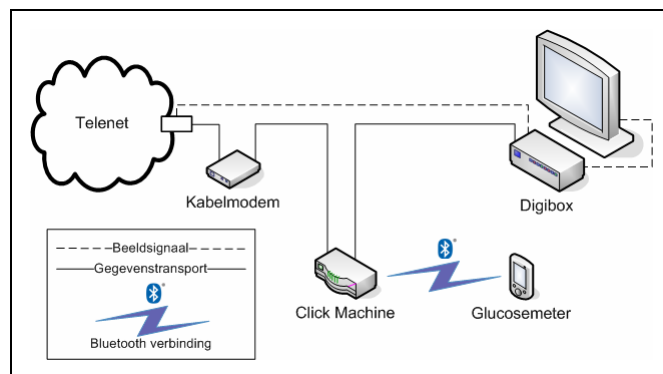 Telenet
Kabelmodem
Digibox
Click Machine
Glucosemeter
Beeldsignaal
Gegevenstransport
Bluetooth verbinding